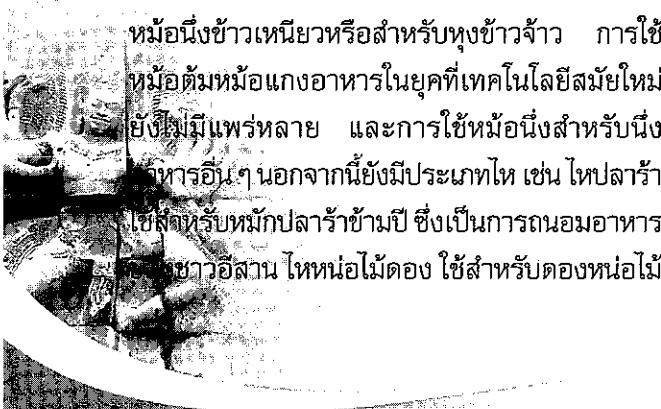 หม้อนึ่งข้าวเหนียวหรือสำหรับหุงข้าวจ้าว การใช้
หม้อต้มหม้อแกงอาหารในยุคที่เทคโนโลยีสมัยใหม่
ยังไม่มีแพร่หลาย และการใช้หม้อนึ่งสำหรับนึ่ง
อาหารอื่น ๆ นอกจากนี้ยังมีประเภทไห เช่น ไหปลาร้า
ใช้สำหรับหมักปลาร้าข้ามปี ซึ่งเป็นการถนอมอาหาร
ชาวอีสาน ไหหน่อไม้ดอง ใช้สำหรับดองหน่อไม้